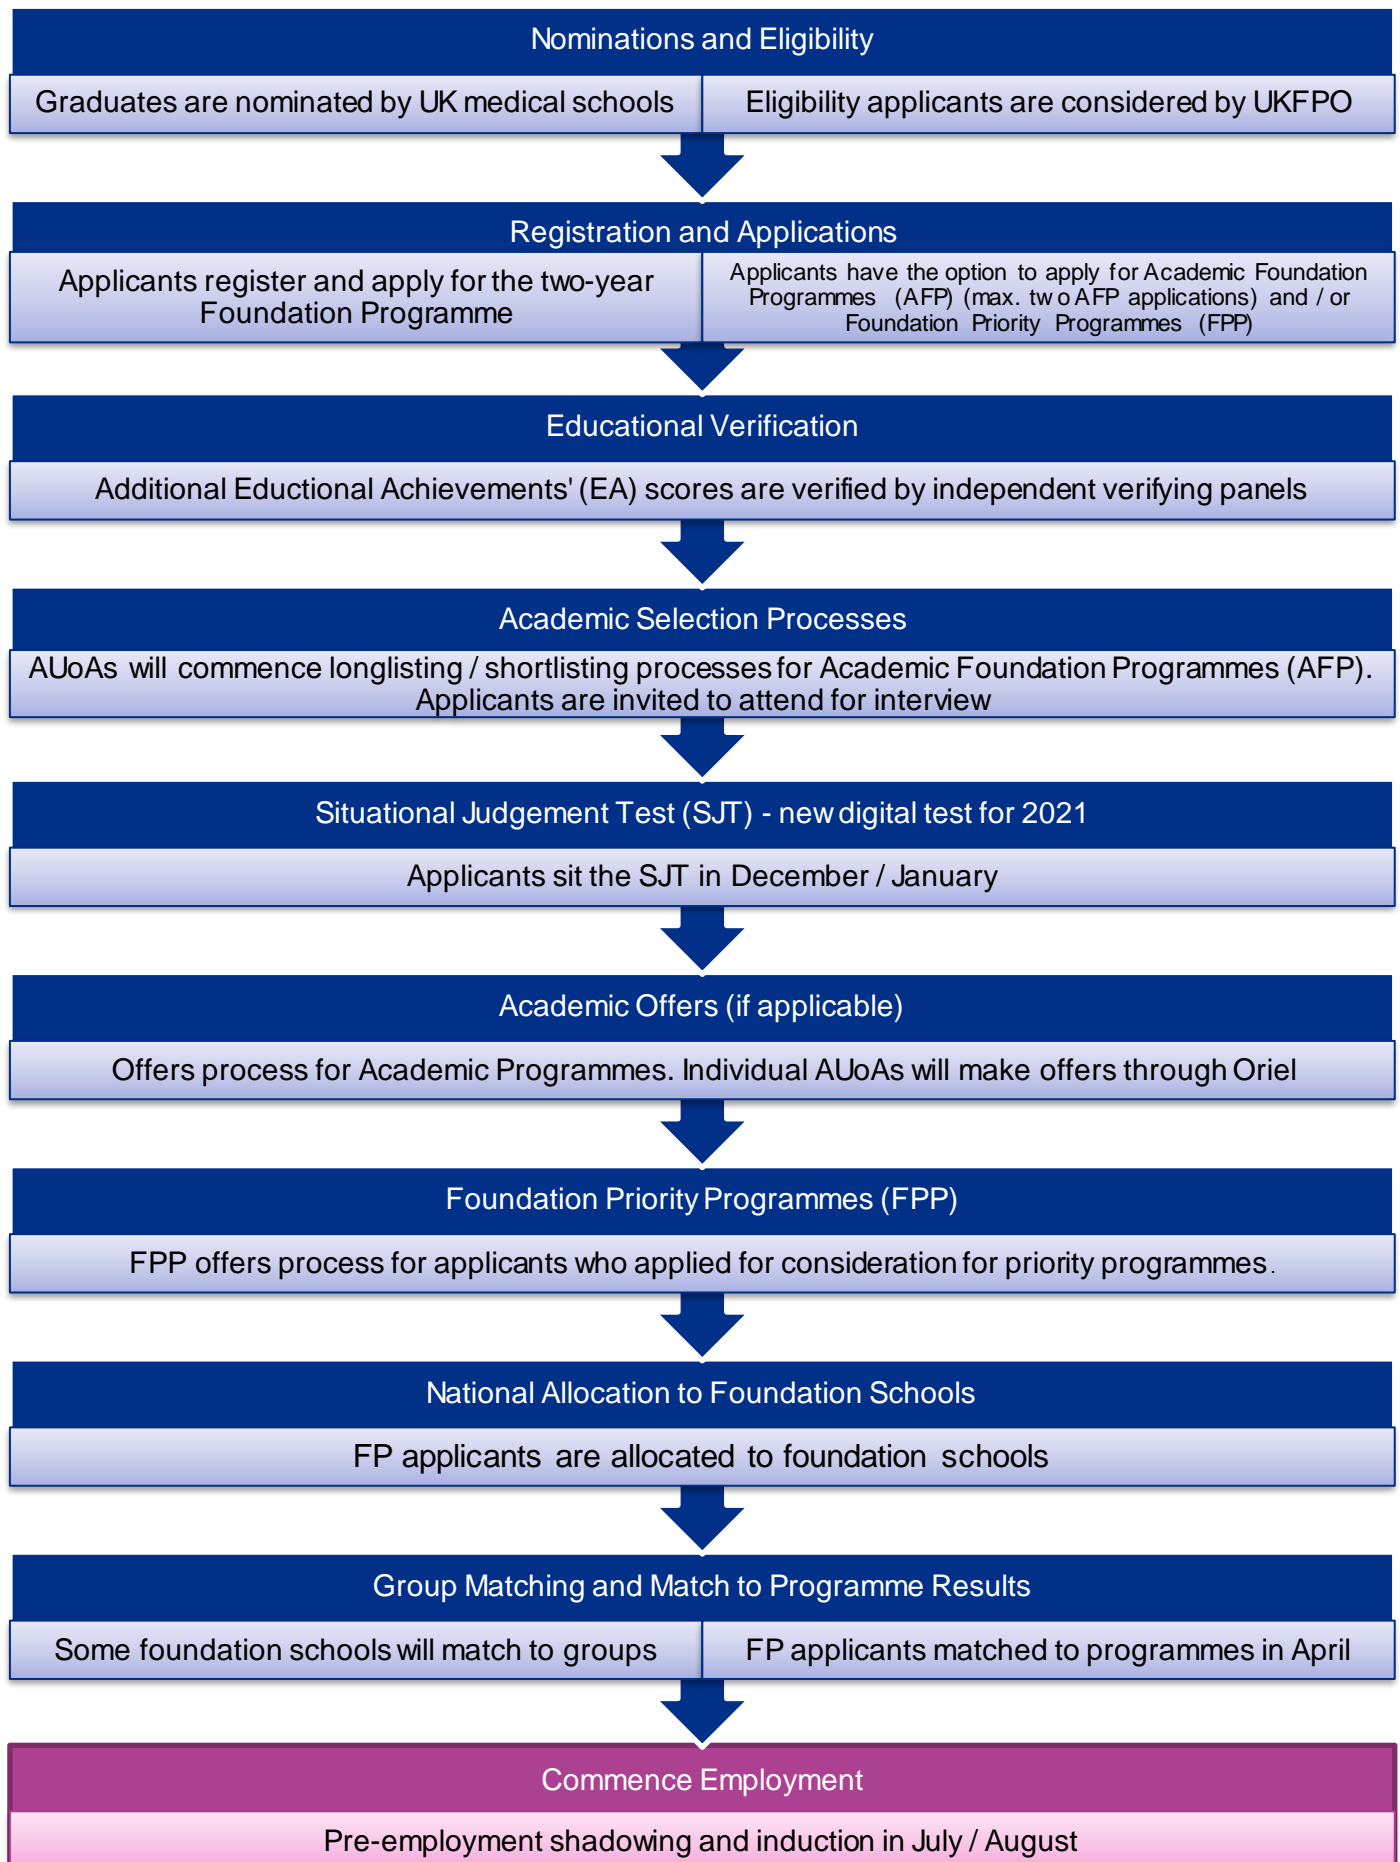 Nominations and Eligibility
Graduates are nominated by UK medical schools
Eligibility applicants are considered by UKFPO
Registration and Applications
Applicants register and apply for the two-year
Foundation Programme
Applicants have the option to apply for Academic Foundation
Programmes (AFP) (max. two AFP applications) and / or
Foundation Priority Programmes (FPP)
Educational Verification
Additional Eductional Achievements' (EA) scores are verified by independent verifying panels
Academic Selection Processes
AUoAs will commence longlisting / shortlisting processes for Academic Foundation Programmes (AFP).
Applicants are invited to attend for interview
Situational Judgement Test (SJT) - new digital test for 2021
Applicants sit the SJT in December / January
Academic Offers (if applicable)
Offers process for Academic Programmes. Individual AUoAs will make offers through Oriel
Foundation Priority Programmes (FPP)
FPP offers process for applicants who applied for consideration for priority programmes.
National Allocation to Foundation Schools
FP applicants are allocated to foundation schools
Group Matching and Match to Programme Results
Some foundation schools will match to groups
FP applicants matched to programmes in April
Commence Employment
Pre-employment shadowing and induction in July / August